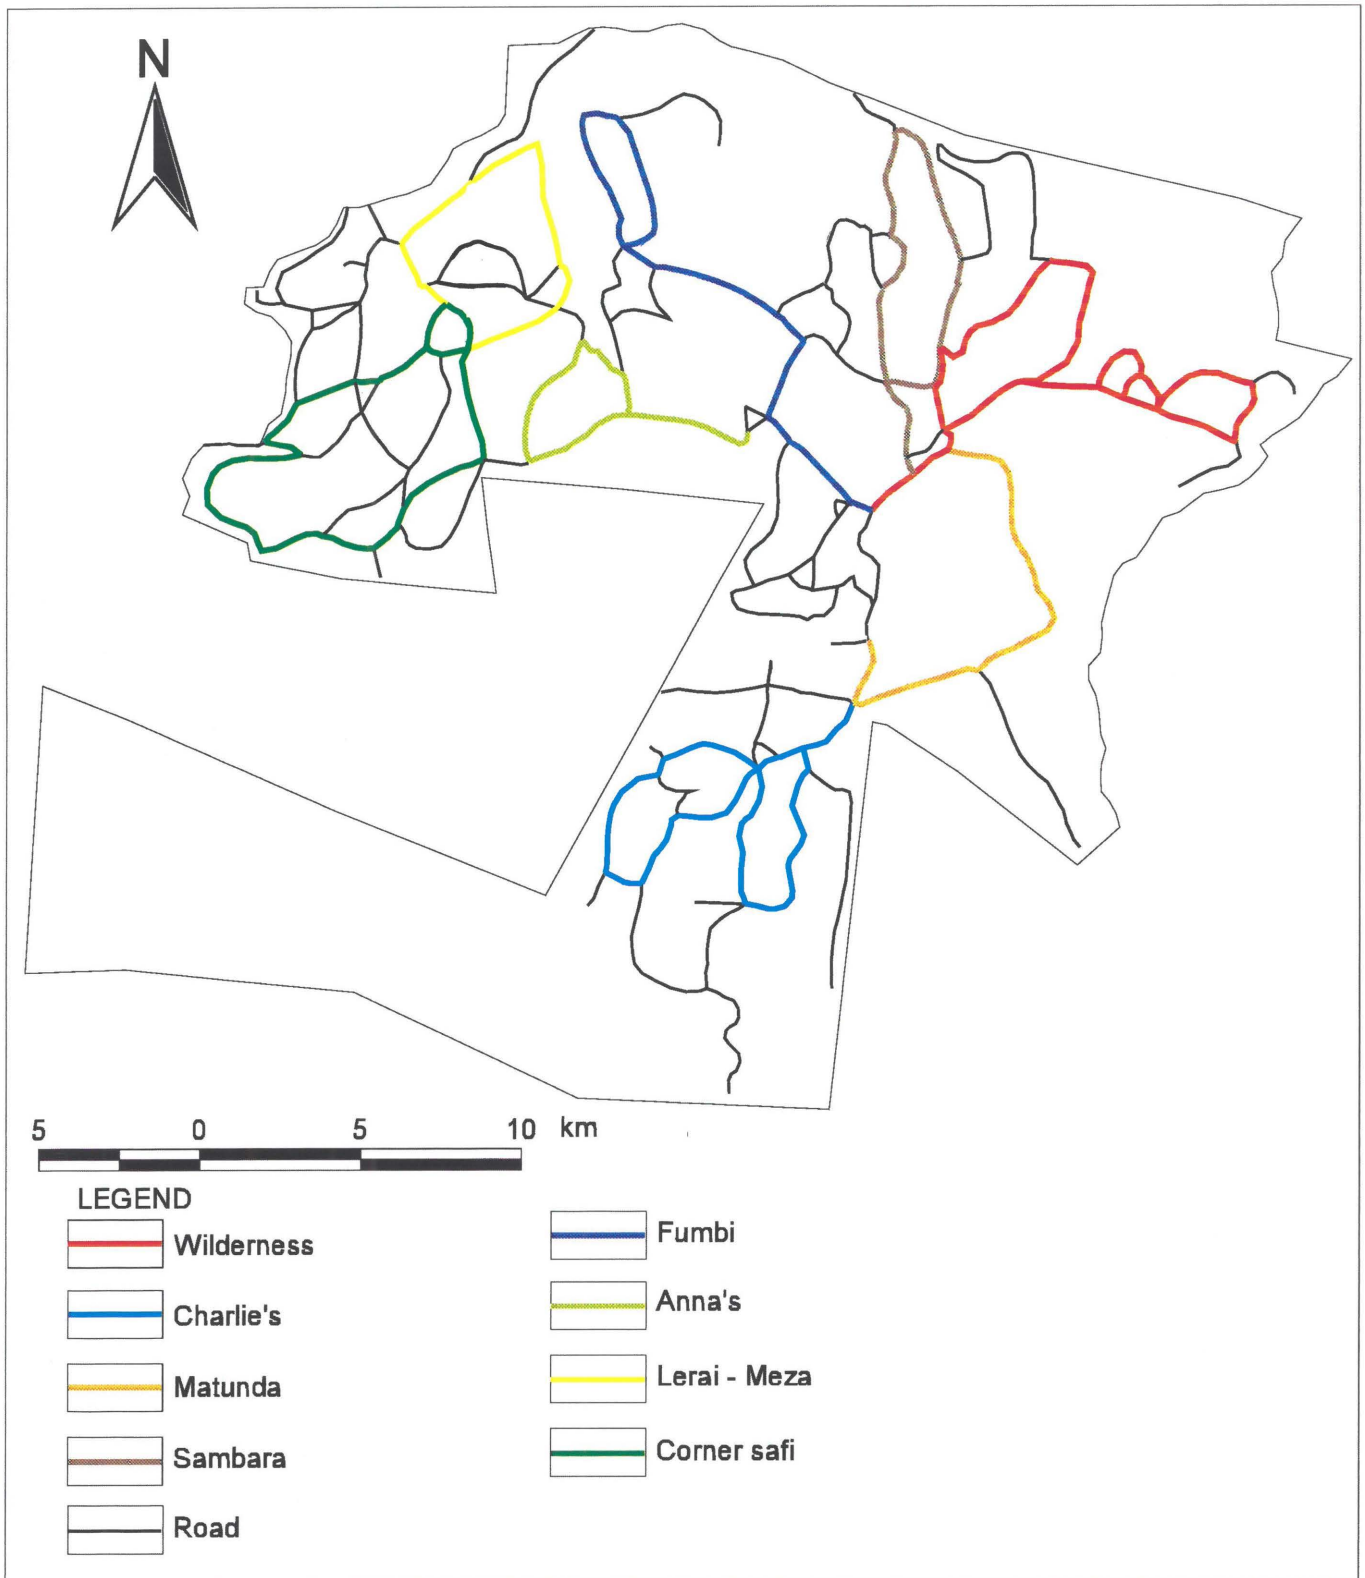 N
5 0 5 10 km
LEGEND
Wilderness
Charlie's
Matunda
Sambara
Road
Fumbi
Anna's
Lerai - Meza
Corner safi